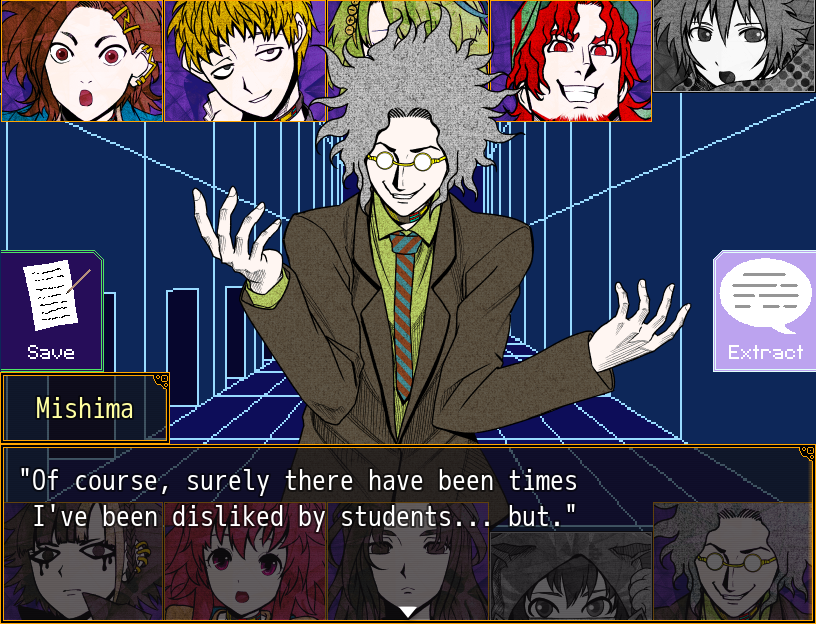 Save
Extract
Mishima
"Of course, surely there have been times
I've been disliked by students... but."